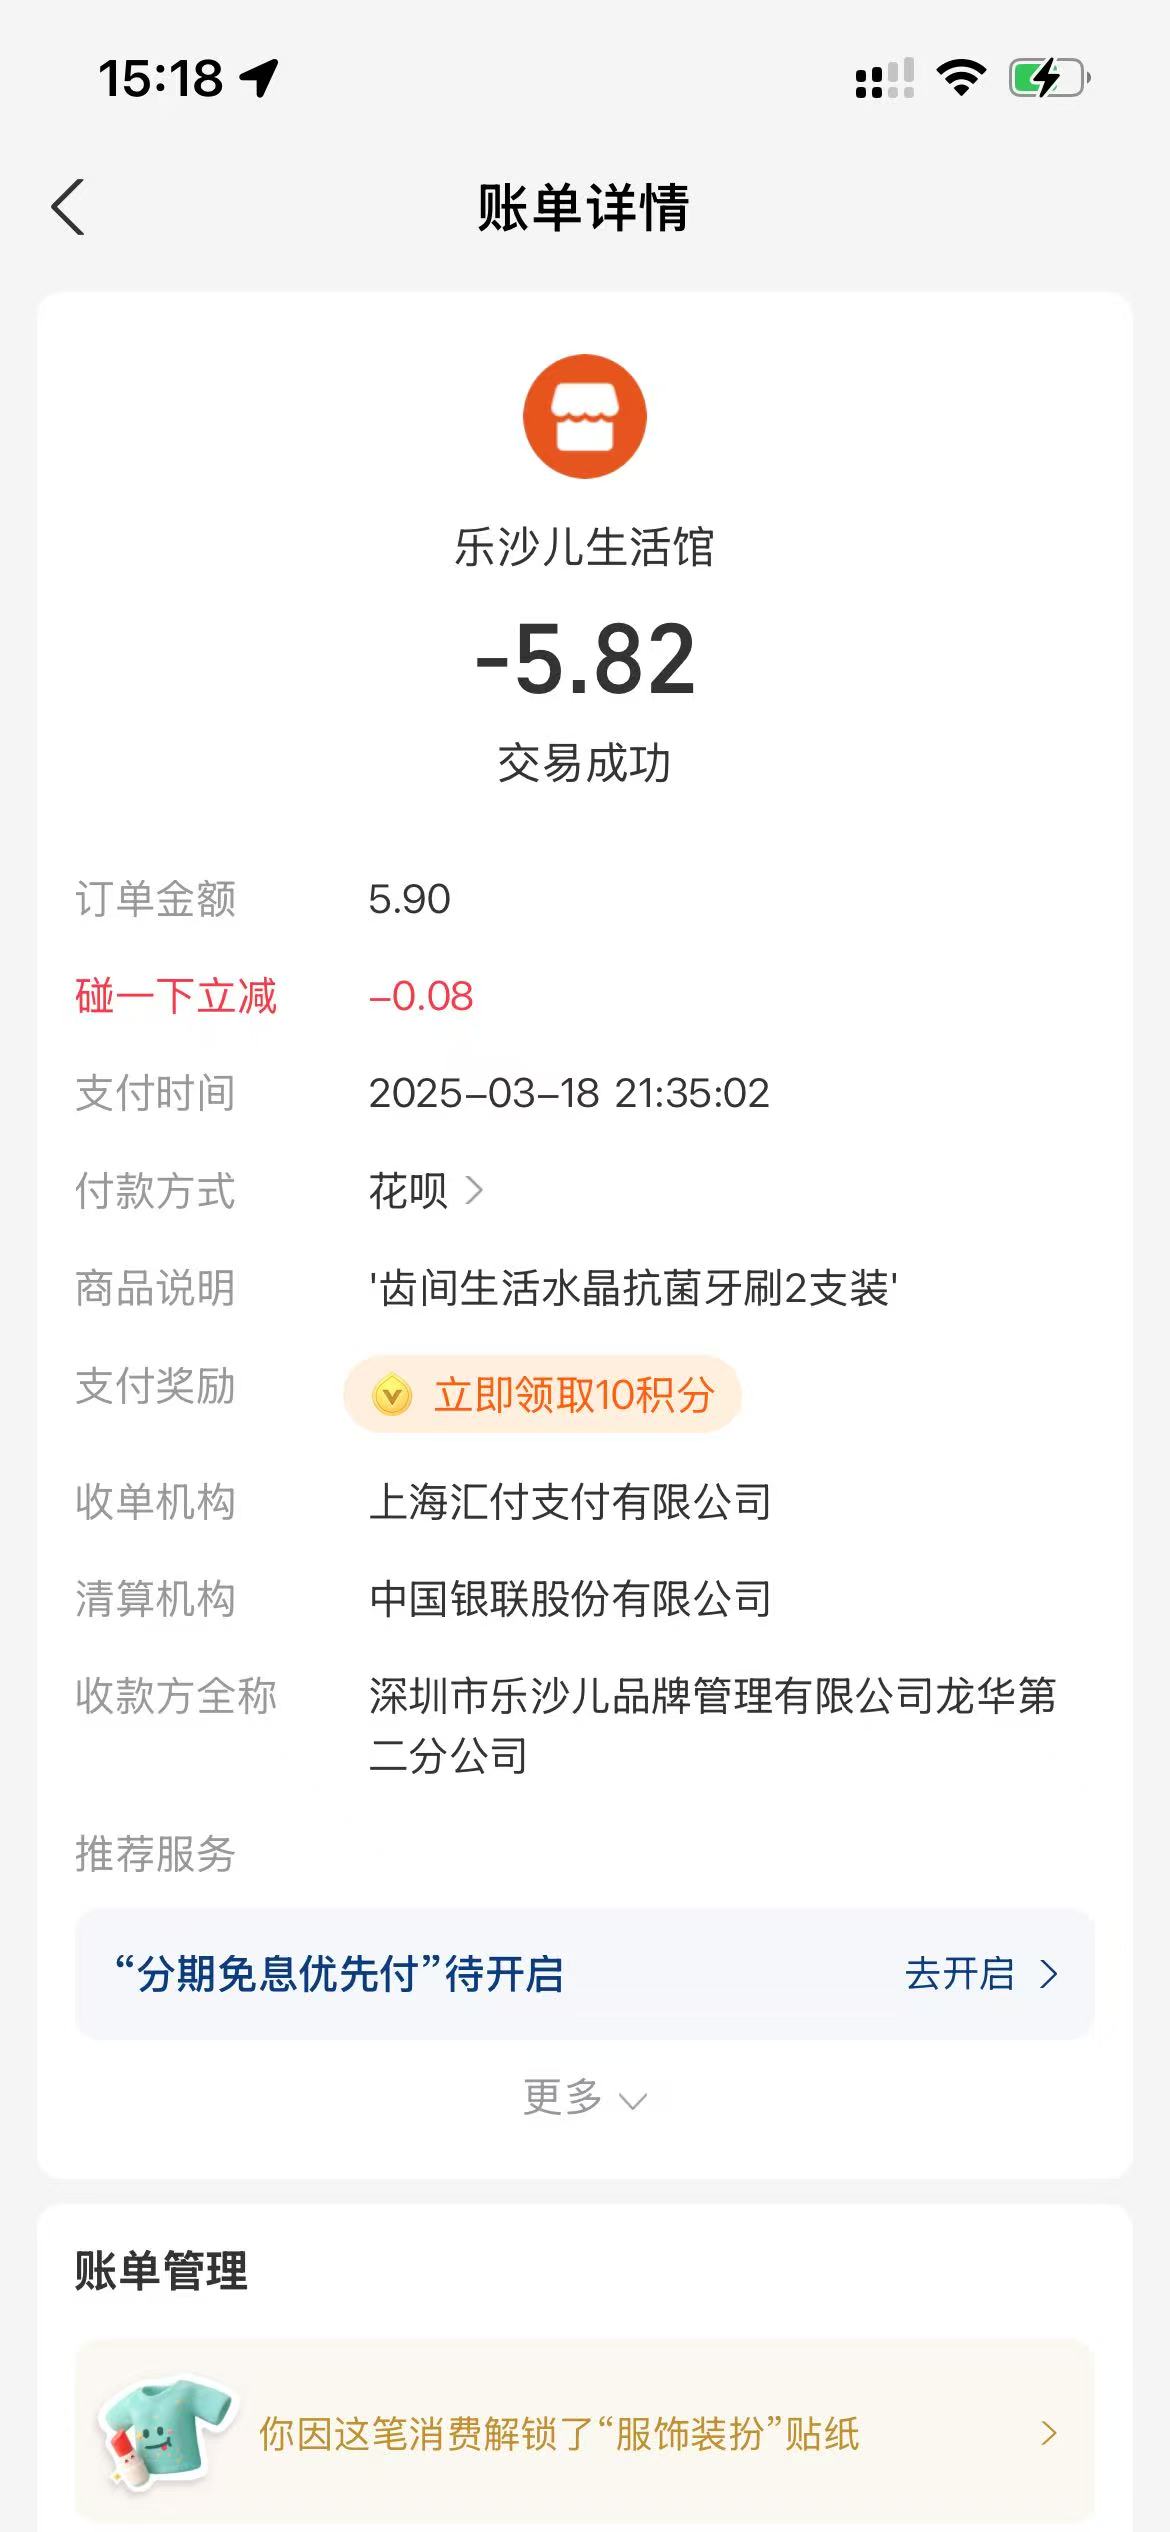 15:18
账单详情
乐沙儿生活馆
-5.82
交易成功
订单金额 5.90
碰一下立减 -0.08
支付时间 2025-03-18 21:35:02
付款方式 花呗
商品说明 '齿间生活水晶抗菌牙刷2支装'
支付奖励 立即领取10积分
收单机构 上海汇付支付有限公司
清算机构 中国银联股份有限公司
收款方全称 深圳市乐沙儿品牌管理有限公司龙华第
二分公司
推荐服务
“分期免息优先付”待开启 去开启
更多
账单管理
你因这笔消费解锁了“服饰装扮”贴纸